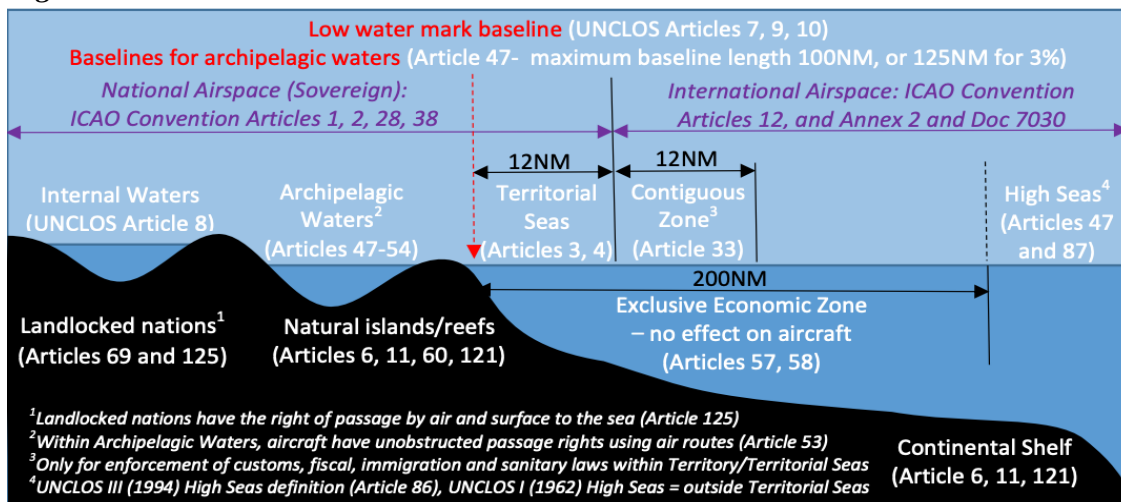 Low water mark baseline (UNCLOS Articles 7, 9, 10)
Baselines for archipelagic waters (Article 47- maximum baseline length 100NM, or 125NM for 3%)
National Airspace (Sovereign):
ICAO Convention Articles 1, 2, 28, 38
International Airspace: ICAO Convention
Articles 12, and Annex 2 and Doc 7030
12NM
12NM
Internal Waters
(UNCLOS Article 8)
Archipelagic
Waters²
(Articles 47-54)
Territorial
Seas
(Articles 3, 4)
Contiguous
Zone³
(Article 33)
High Seas⁴
(Articles 47
and 87)
200NM
Exclusive Economic Zone
– no effect on aircraft
(Articles 57, 58)
Landlocked nations¹
(Articles 69 and 125)
Natural islands/reefs
(Articles 6, 11, 60, 121)
¹Landlocked nations have the right of passage by air and surface to the sea (Article 125)
²Within Archipelagic Waters, aircraft have unobstructed passage rights using air routes (Article 53)
³Only for enforcement of customs, fiscal, immigration and sanitary laws within Territory/Territorial Seas
⁴UNCLOS III (1994) High Seas definition (Article 86), UNCLOS I (1962) High Seas = outside Territorial Seas
Continental Shelf
(Article 6, 11, 121)